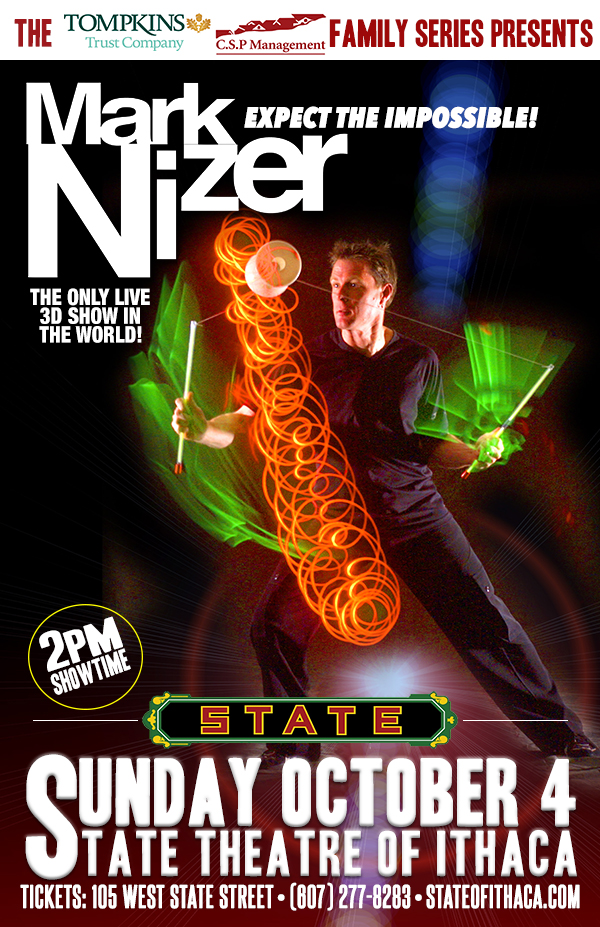 THE TOMPKINS Trust Company C.S.P Management FAMILY SERIES PRESENTS
Mark Nizer
EXPECT THE IMPOSSIBLE!
THE ONLY LIVE
3D SHOW IN
THE WORLD!
2PM
SHOWTIME
STATE
SUNDAY OCTOBER 4
STATE THEATRE OF ITHACA
TICKETS: 105 WEST STATE STREET • (607) 277-8283 • STATEOFITHACA.COM